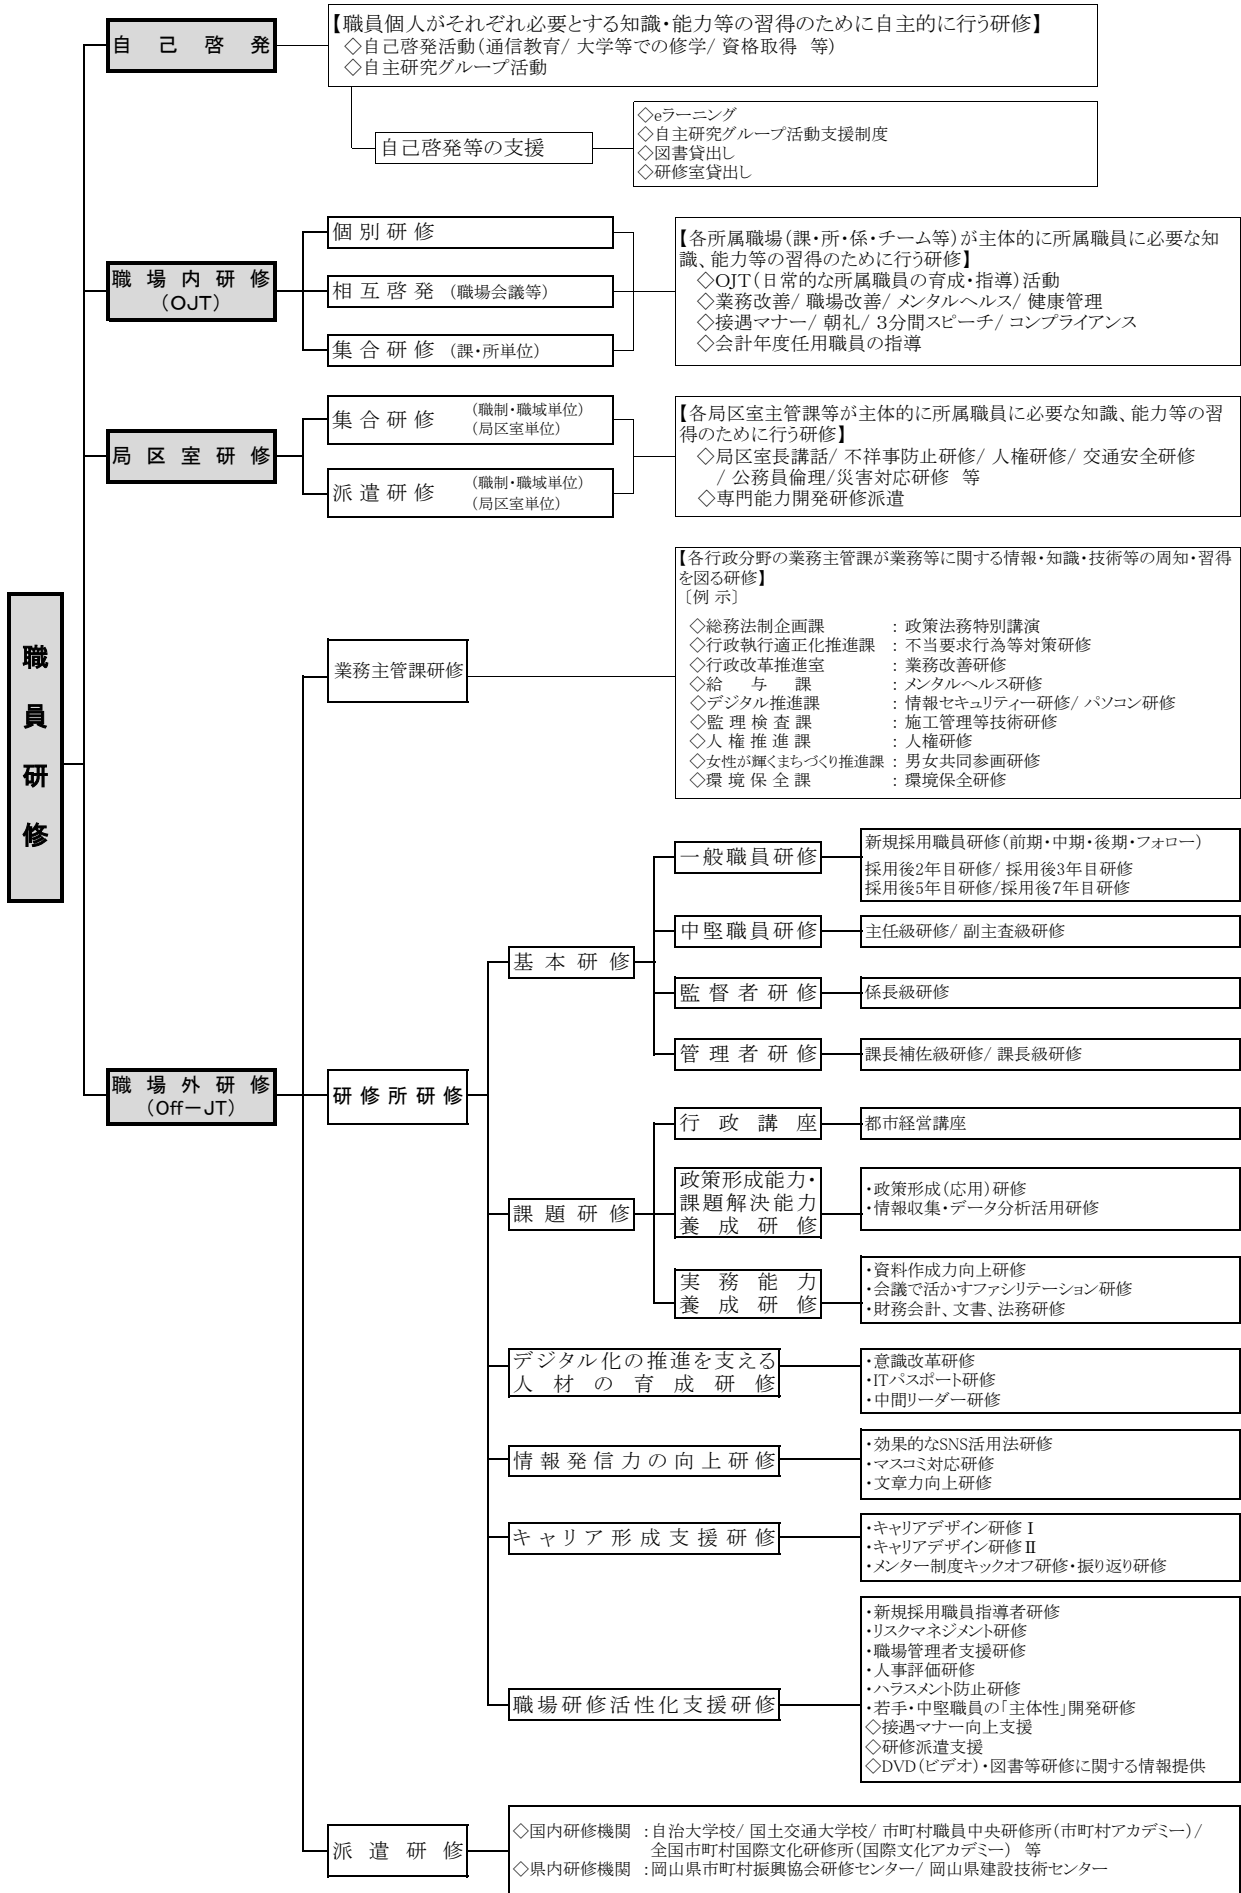 職員研修
自己啓発
【職員個人がそれぞれ必要とする知識・能力等の習得のために自主的に行う研修】
◇自己啓発活動（通信教育/ 大学等での修学/ 資格取得 等）
◇自主研究グループ活動
自己啓発等の支援
◇eラーニング
◇自主研究グループ活動支援制度
◇図書貸出し
◇研修室貸出し
職場内研修
（OJT）
個別研修
相互啓発（職場会議等）
集合研修（課・所単位）
【各所属職場（課・所・係・チーム等）が主体的に所属職員に必要な知
識、能力等の習得のために行う研修】
◇OJT（日常的な所属職員の育成・指導）活動
◇業務改善/ 職場改善/ メンタルヘルス/ 健康管理
◇接遇マナー/ 朝礼/ 3分間スピーチ/ コンプライアンス
◇会計年度任用職員の指導
局区室研修
集合研修
（職制・職域単位）
（局区室単位）
派遣研修
（職制・職域単位）
（局区室単位）
【各局区室主管課等が主体的に所属職員に必要な知識、能力等の習
得のために行う研修】
◇局区室長講話/ 不祥事防止研修/ 人権研修/ 交通安全研修
/ 公務員倫理/災害対応研修 等
◇専門能力開発研修派遣
職場外研修
（Off－JT）
業務主管課研修
【各行政分野の業務主管課が業務等に関する情報・知識・技術等の周知・習得
を図る研修】
〔例 示〕
◇総務法制企画課 ： 政策法務特別講演
◇行政執行適正化推進課 ： 不当要求行為等対策研修
◇行政改革推進室 ： 業務改善研修
◇給与課 ： メンタルヘルス研修
◇デジタル推進課 ： 情報セキュリティー研修/ パソコン研修
◇監理検査課 ： 施工管理等技術研修
◇人権推進課 ： 人権研修
◇女性が輝くまちづくり推進課 ： 男女共同参画研修
◇環境保全課 ： 環境保全研修
研修所研修
基本研修
一般職員研修
新規採用職員研修（前期・中期・後期・フォロー）
採用後2年目研修/ 採用後3年目研修
採用後5年目研修/採用後7年目研修
中堅職員研修
主任級研修/ 副主査級研修
監督者研修
係長級研修
管理者研修
課長補佐級研修/ 課長級研修
課題研修
行政講座
都市経営講座
政策形成能力・
課題解決能力
養成研修
・政策形成（応用）研修
・情報収集・データ分析活用研修
実務能力
養成研修
・資料作成力向上研修
・会議で活かすファシリテーション研修
・財務会計、文書、法務研修
デジタル化の推進を支える
人材の育成研修
・意識改革研修
・ITパスポート研修
・中間リーダー研修
情報発信力の向上研修
・効果的なSNS活用法研修
・マスコミ対応研修
・文章力向上研修
キャリア形成支援研修
・キャリアデザイン研修Ⅰ
・キャリアデザイン研修Ⅱ
・メンター制度キックオフ研修・振り返り研修
職場研修活性化支援研修
・新規採用職員指導者研修
・リスクマネジメント研修
・職場管理者支援研修
・人事評価研修
・ハラスメント防止研修
・若手・中堅職員の「主体性」開発研修
◇接遇マナー向上支援
◇研修派遣支援
◇DVD（ビデオ）・図書等研修に関する情報提供
派遣研修
◇国内研修機関 ：自治大学校/ 国土交通大学校/ 市町村職員中央研修所（市町村アカデミー）/
全国市町村国際文化研修所（国際文化アカデミー） 等
◇県内研修機関 ：岡山県市町村振興協会研修センター/ 岡山県建設技術センター